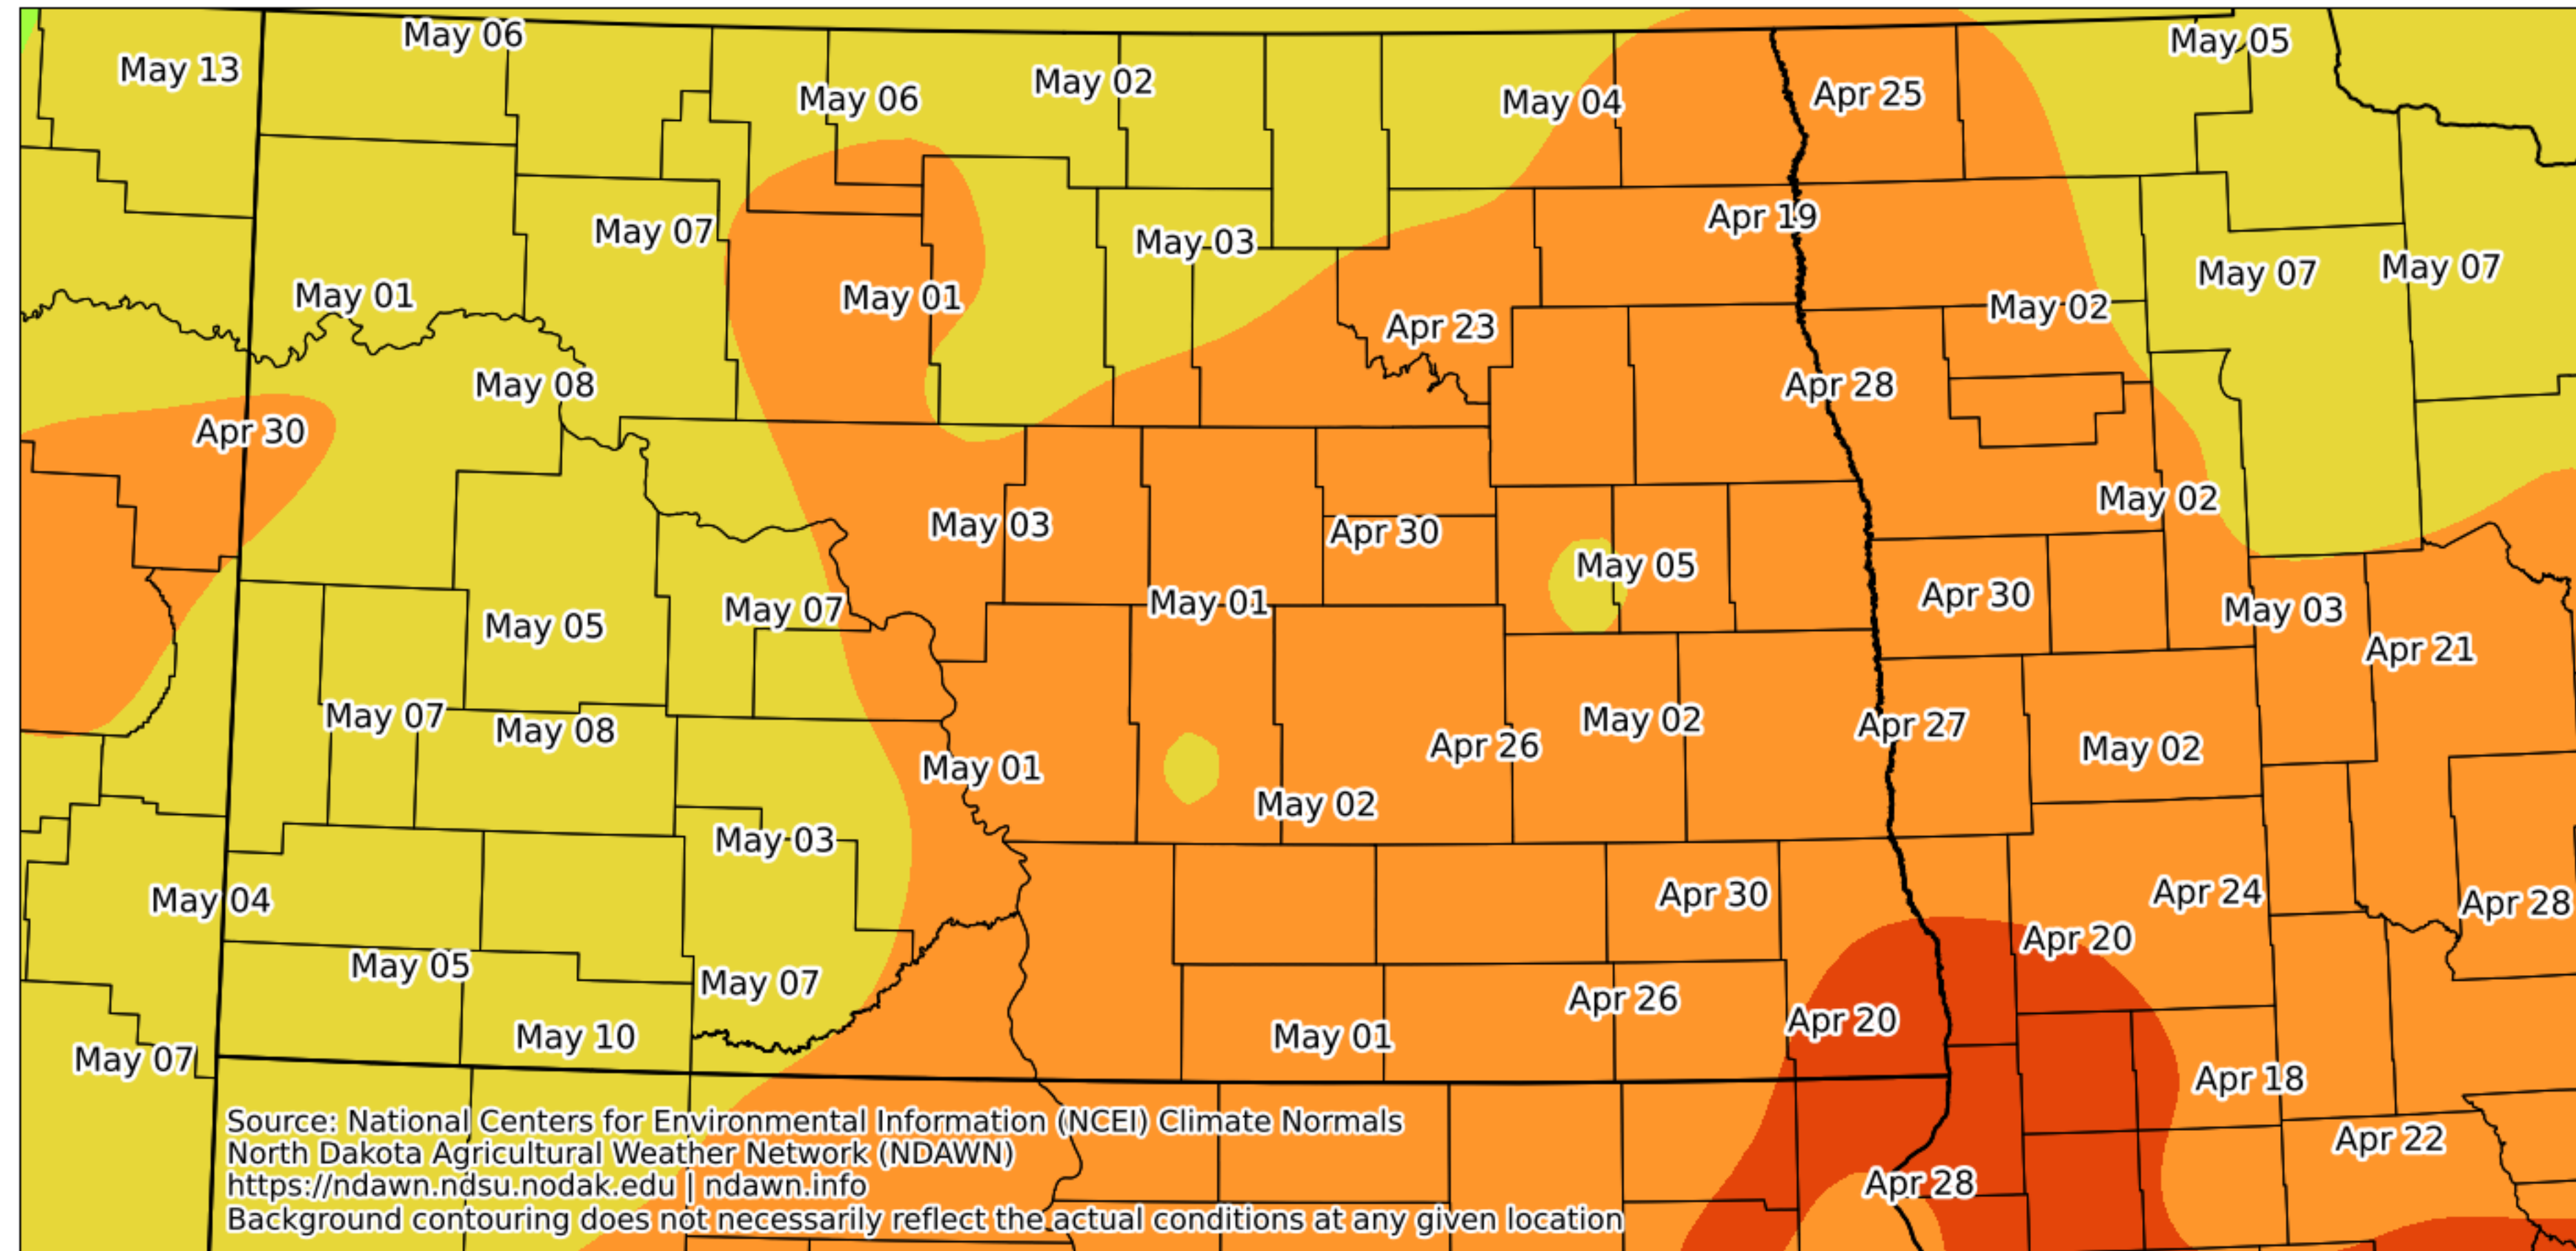 May 06
May 05
May 13
May 02
Apr 25
May 06
May 04
Apr 19
May 07
May 03
May 07
May 07
May 01
May 01
May 02
Apr 23
May 08
Apr 28
Apr 30
May 02
May 03
Apr 30
May 05
Apr 30
May 01
May 07
May 03
May 05
Apr 21
May 07
May 02
Apr 27
May 08
Apr 26
May 02
May 01
May 02
May 03
Apr 24
Apr 30
May 04
Apr 28
Apr 20
May 05
May 07
Apr 26
Apr 20
May 10
May 01
May 07
Apr 18
Apr 22
Apr 28
Source: National Centers for Environmental Information (NCEI) Climate Normals
North Dakota Agricultural Weather Network (NDAWN)
https://ndawn.ndsu.nodak.edu | ndawn.info
Background contouring does not necessarily reflect the actual conditions at any given location